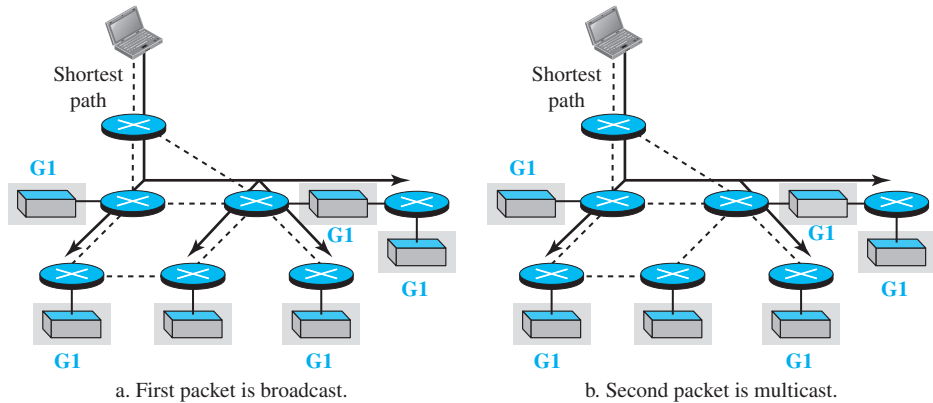 Shortest
path
G1
G1
G1
G1
G1
a. First packet is broadcast.
Shortest
path
G1
G1
G1
G1
G1
b. Second packet is multicast.